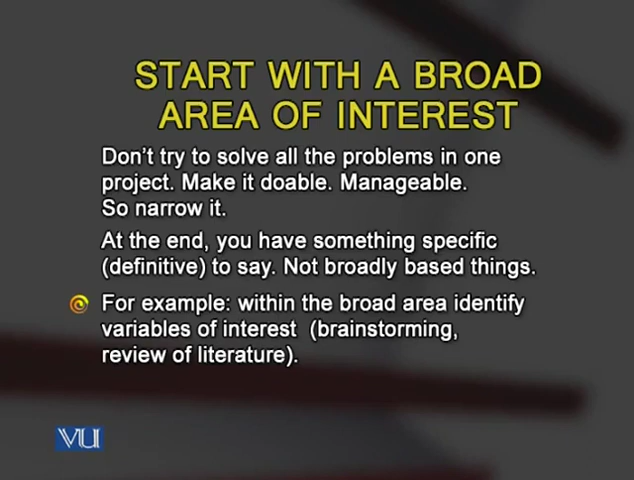 START WITH A BROAD
AREA OF INTEREST
Don't try to solve all the problems in one
project. Make it doable. Manageable.
So narrow it.
At the end, you have something specific
(definitive) to say. Not broadly based things.
For example: within the broad area identify
variables of interest (brainstorming,
review of literature).
VU